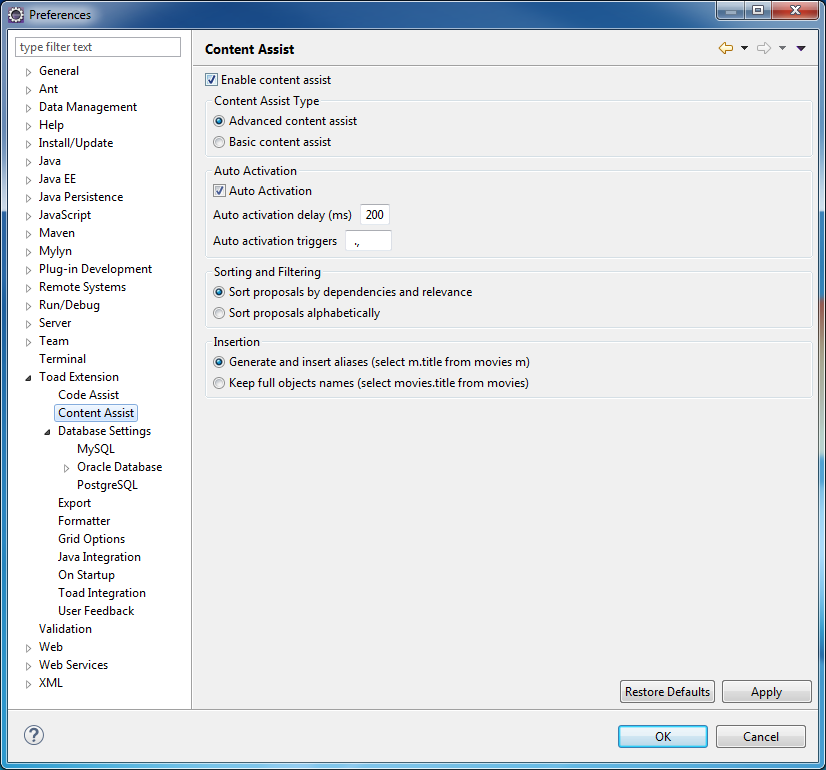 Preferences
type filter text
General
Ant
Data Management
Help
Install/Update
Java
Java EE
Java Persistence
JavaScript
Maven
Mylyn
Plug-in Development
Remote Systems
Run/Debug
Server
Team
Terminal
Toad Extension
Code Assist
Content Assist
Database Settings
MySQL
Oracle Database
PostgreSQL
Export
Formatter
Grid Options
Java Integration
On Startup
Toad Integration
User Feedback
Validation
Web
Web Services
XML
Content Assist
Enable content assist
Content Assist Type
Advanced content assist
Basic content assist
Auto Activation
Auto Activation
Auto activation delay (ms) 200
Auto activation triggers .,
Sorting and Filtering
Sort proposals by dependencies and relevance
Sort proposals alphabetically
Insertion
Generate and insert aliases (select m.title from movies m)
Keep full objects names (select movies.title from movies)
Restore Defaults Apply
? OK Cancel